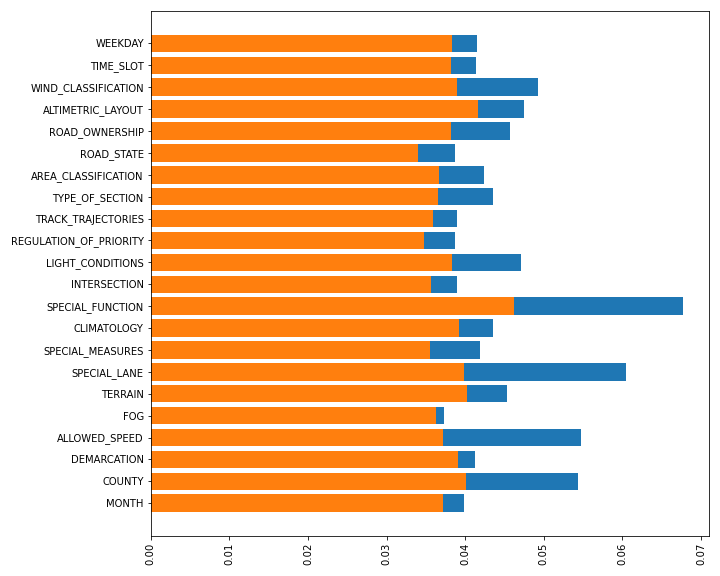 WEEKDAY
TIME_SLOT
WIND_CLASSIFICATION
ALTIMETRIC_LAYOUT
ROAD_OWNERSHIP
ROAD_STATE
AREA_CLASSIFICATION
TYPE_OF_SECTION
TRACK_TRAJECTORIES
REGULATION_OF_PRIORITY
LIGHT_CONDITIONS
INTERSECTION
SPECIAL_FUNCTION
CLIMATOLOGY
SPECIAL_MEASURES
SPECIAL_LANE
TERRAIN
FOG
ALLOWED_SPEED
DEMARCATION
COUNTY
MONTH
0.00 0.01 0.02 0.03 0.04 0.05 0.06 0.07